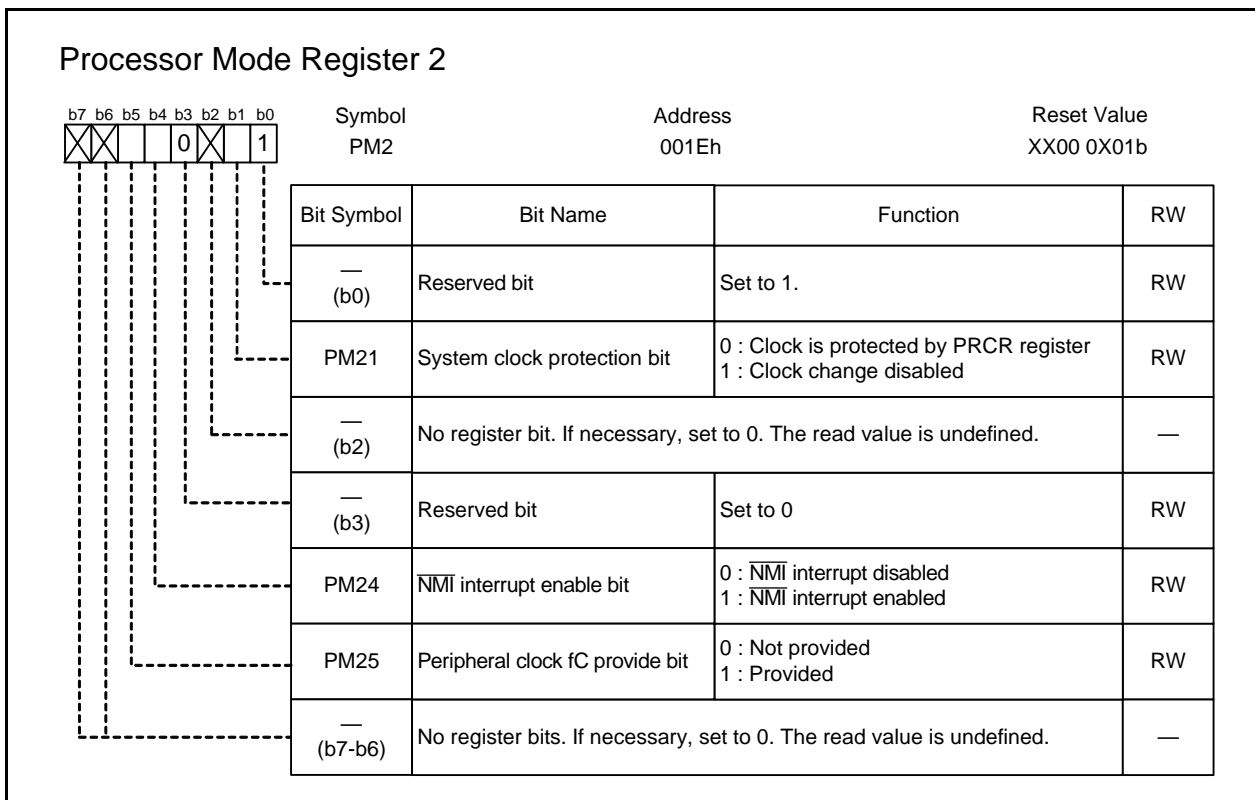 Processor Mode Register 2
b7 b6 b5 b4 b3 b2 b1 b0
0 1
Symbol Address Reset Value
PM2 001Eh XX00 0X01b
Bit Symbol Bit Name Function RW
—
(b0)
Reserved bit Set to 1. RW
PM21 System clock protection bit
0 : Clock is protected by PRCR register
1 : Clock change disabled
RW
—
(b2)
No register bit. If necessary, set to 0. The read value is undefined. —
—
(b3)
Reserved bit Set to 0 RW
PM24 N̅M̅I̅ interrupt enable bit
0 : N̅M̅I̅ interrupt disabled
1 : N̅M̅I̅ interrupt enabled
RW
PM25 Peripheral clock fC provide bit
0 : Not provided
1 : Provided
RW
—
(b7-b6)
No register bits. If necessary, set to 0. The read value is undefined. —